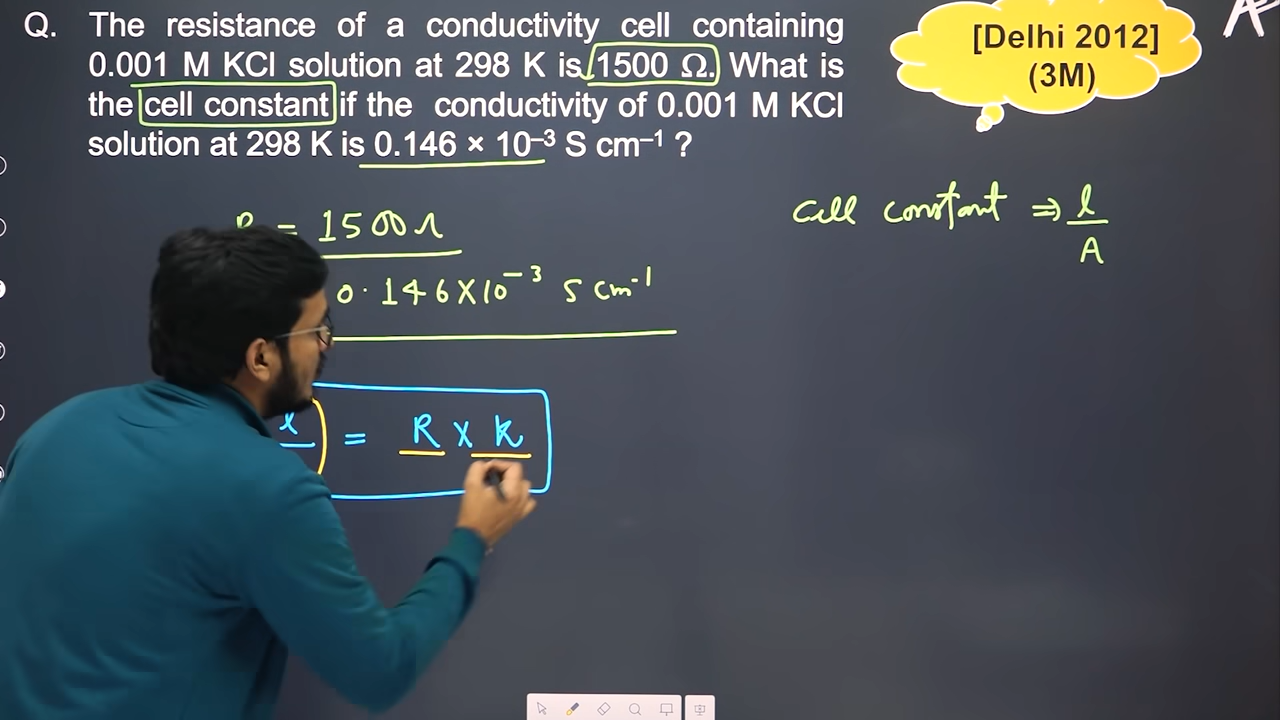 Q. The resistance of a conductivity cell containing
0.001 M KCl solution at 298 K is 1500 Ω. What is
the cell constant if the conductivity of 0.001 M KCl
solution at 298 K is 0.146 × 10⁻³ S cm⁻¹ ?
[Delhi 2012]
(3M)
cell constant ⇒ l/A
R = 1500 Ω
0.146 × 10⁻³ S cm⁻¹
l = R × k